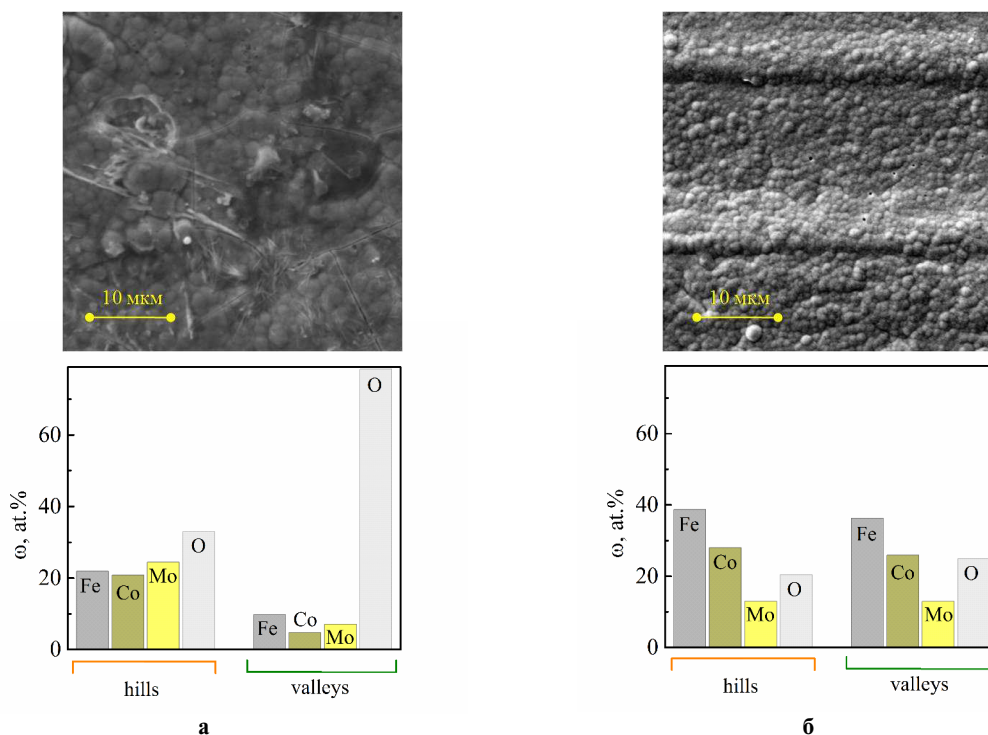 10 мкм
10 мкм
ω, at.%
60
40
20
0
Fe
Co
Mo
O
Fe
Co
Mo
O
hills
valleys
ω, at.%
60
40
20
0
Fe
Co
Mo
O
Fe
Co
Mo
O
hills
valleys
а
б